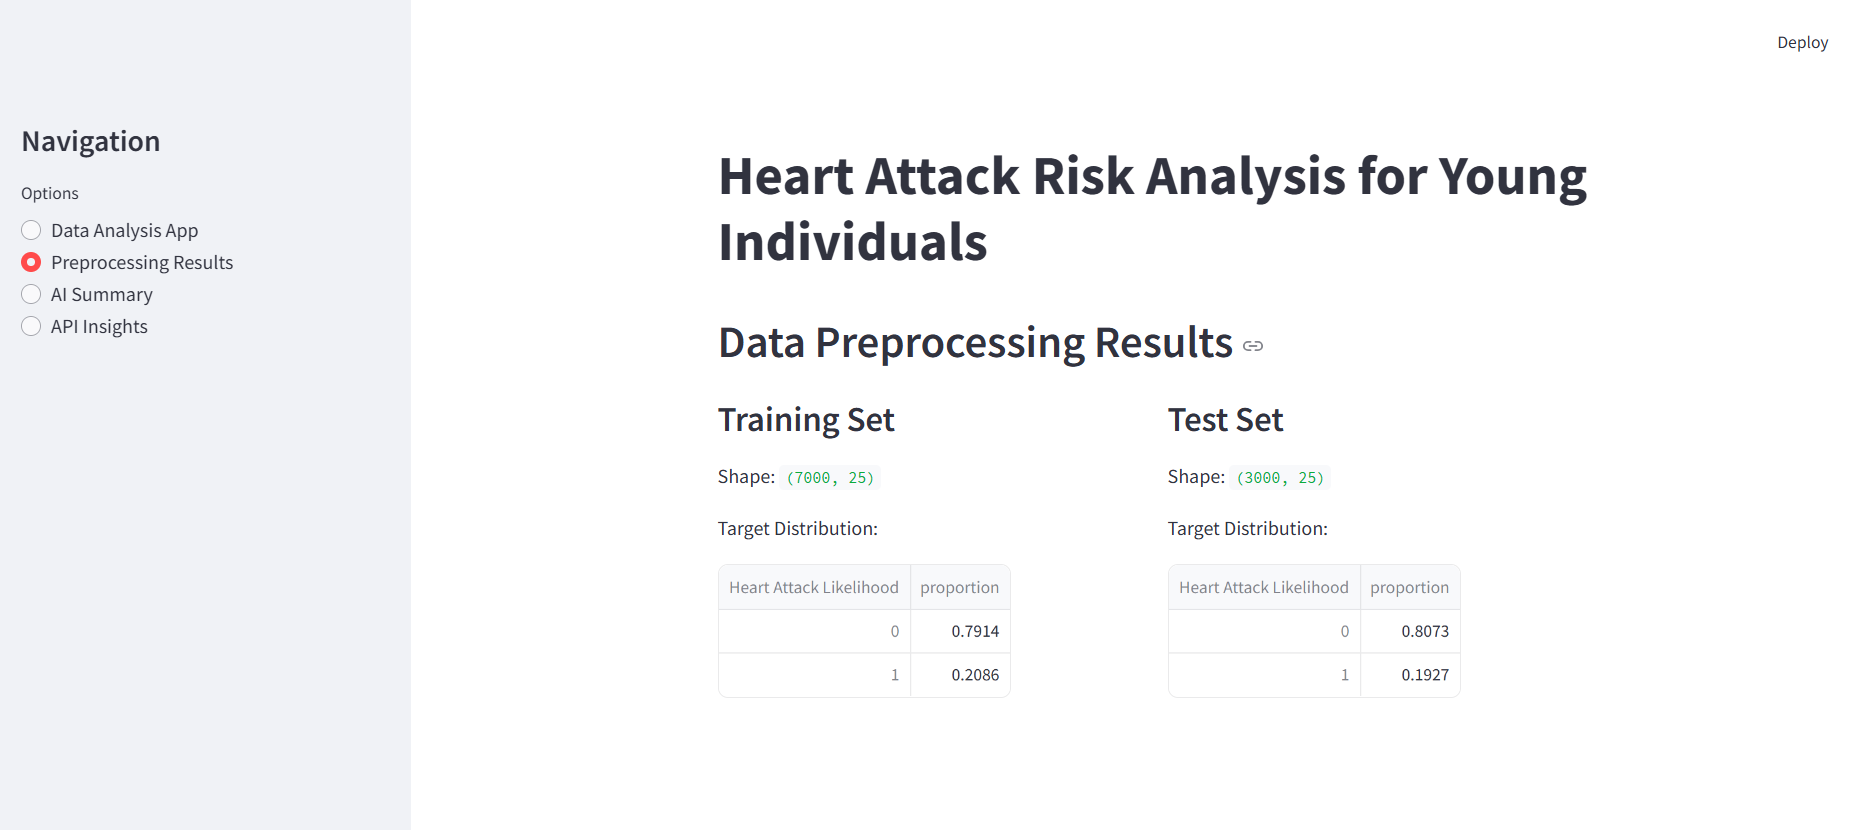 Deploy
Navigation
Options
Data Analysis App
Preprocessing Results
AI Summary
API Insights
Heart Attack Risk Analysis for Young
Individuals
Data Preprocessing Results
Training Set
Shape: (7000, 25)
Target Distribution:
Heart Attack Likelihood proportion
0 0.7914
1 0.2086
Test Set
Shape: (3000, 25)
Target Distribution:
Heart Attack Likelihood proportion
0 0.8073
1 0.1927